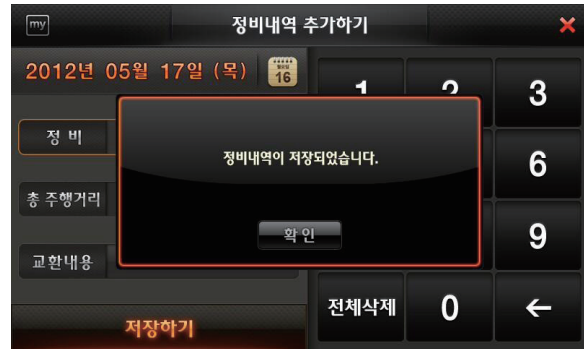 my
정비내역 추가하기
2012년 05월 17일 (목)
16
1
2
3
정 비
정비내역이 저장되었습니다.
6
총 주행거리
확 인
9
교환내용
전체삭제
0
저장하기